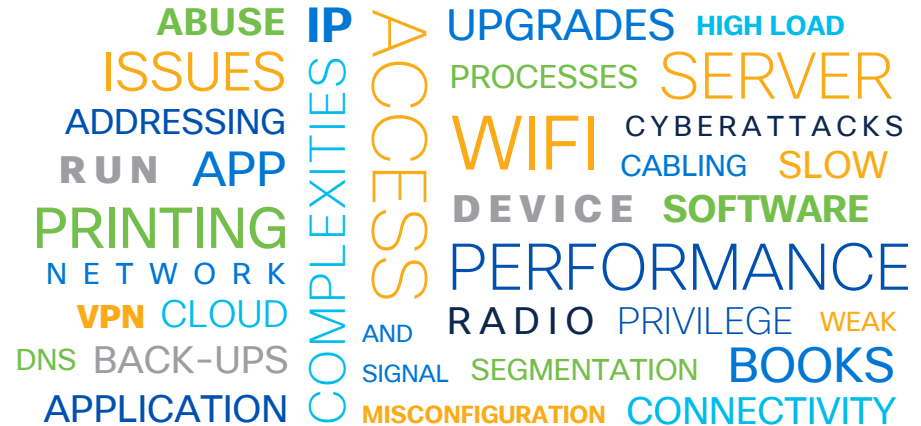 ABUSE
ISSUES
ADDRESSING
RUN APP
PRINTING
NETWORK
VPN CLOUD
DNS BACK-UPS
APPLICATION
IP
COMPLEXITIES
ACCESS
AND
SIGNAL
UPGRADES HIGH LOAD
PROCESSES SERVER
WIFI CYBERATTACKS
CABLING SLOW
DEVICE SOFTWARE
PERFORMANCE
RADIO PRIVILEGE WEAK
SEGMENTATION BOOKS
MISCONFIGURATION CONNECTIVITY